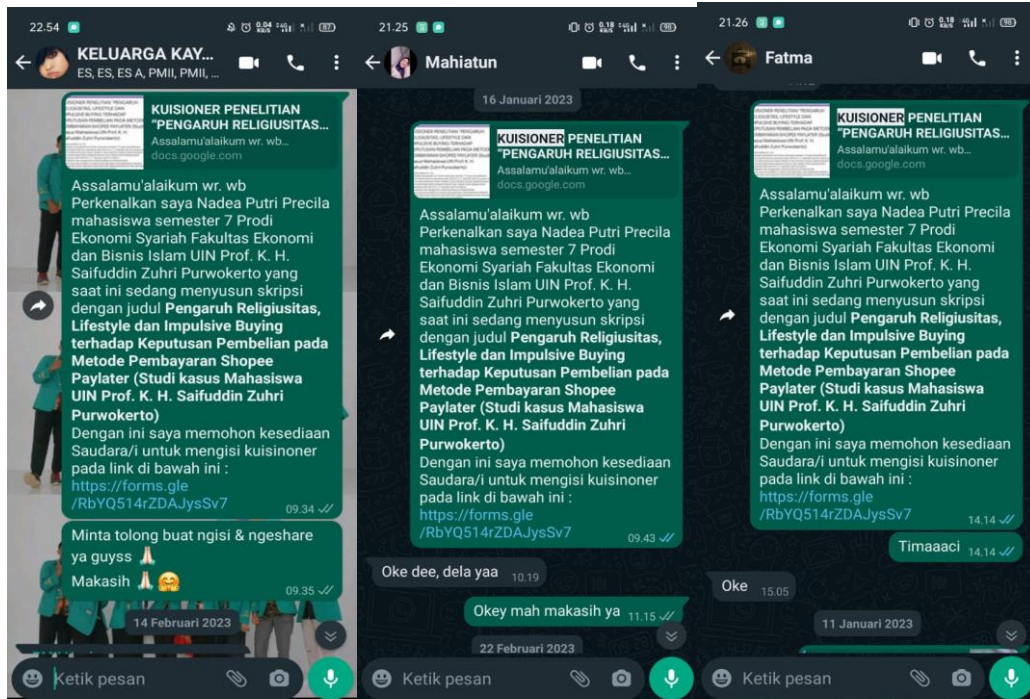 22.54
0.04 KB/s
87
KELUARGA KAY...
ES, ES, ES A, PMII, PMII, ...
KUISIONER PENELITIAN
"PENGARUH RELIGIUSITAS...
Assalamu'alaikum wr. wb...
docs.google.com
Assalamu'alaikum wr. wb
Perkenalkan saya Nadea Putri Precila
mahasiswa semester 7 Prodi
Ekonomi Syariah Fakultas Ekonomi
dan Bisnis Islam UIN Prof. K. H.
Saifuddin Zuhri Purwokerto yang
saat ini sedang menyusun skripsi
dengan judul Pengaruh Religiusitas,
Lifestyle dan Impulsive Buying
terhadap Keputusan Pembelian pada
Metode Pembayaran Shopee
Paylater (Studi kasus Mahasiswa
UIN Prof. K. H. Saifuddin Zuhri
Purwokerto)
Dengan ini saya memohon kesediaan
Saudara/i untuk mengisi kuisinoner
pada link di bawah ini :
https://forms.gle
/RbYQ514rZDAJysSv7
09.34
Minta tolong buat ngisi & ngeshare
ya guyss 🙏🏻
Makasih 🙏🏻🤗
09.35
14 Februari 2023
Ketik pesan
21.25
0.18 KB/s
90
Mahiatun
16 Januari 2023
KUISIONER PENELITIAN
"PENGARUH RELIGIUSITAS...
Assalamu'alaikum wr. wb...
docs.google.com
Assalamu'alaikum wr. wb
Perkenalkan saya Nadea Putri Precila
mahasiswa semester 7 Prodi
Ekonomi Syariah Fakultas Ekonomi
dan Bisnis Islam UIN Prof. K. H.
Saifuddin Zuhri Purwokerto yang
saat ini sedang menyusun skripsi
dengan judul Pengaruh Religiusitas,
Lifestyle dan Impulsive Buying
terhadap Keputusan Pembelian pada
Metode Pembayaran Shopee
Paylater (Studi kasus Mahasiswa
UIN Prof. K. H. Saifuddin Zuhri
Purwokerto)
Dengan ini saya memohon kesediaan
Saudara/i untuk mengisi kuisinoner
pada link di bawah ini :
https://forms.gle
/RbYQ514rZDAJysSv7
09.43
Oke dee, dela yaa 10.19
Okey mah makasih ya 11.15
22 Februari 2023
Ketik pesan
21.26
0.18 KB/s
90
Fatma
KUISIONER PENELITIAN
"PENGARUH RELIGIUSITAS...
Assalamu'alaikum wr. wb...
docs.google.com
Assalamu'alaikum wr. wb
Perkenalkan saya Nadea Putri Precila
mahasiswa semester 7 Prodi
Ekonomi Syariah Fakultas Ekonomi
dan Bisnis Islam UIN Prof. K. H.
Saifuddin Zuhri Purwokerto yang
saat ini sedang menyusun skripsi
dengan judul Pengaruh Religiusitas,
Lifestyle dan Impulsive Buying
terhadap Keputusan Pembelian pada
Metode Pembayaran Shopee
Paylater (Studi kasus Mahasiswa
UIN Prof. K. H. Saifuddin Zuhri
Purwokerto)
Dengan ini saya memohon kesediaan
Saudara/i untuk mengisi kuisinoner
pada link di bawah ini :
https://forms.gle
/RbYQ514rZDAJysSv7
14.14
Timaaaci 14.14
Oke 15.05
11 Januari 2023
Ketik pesan